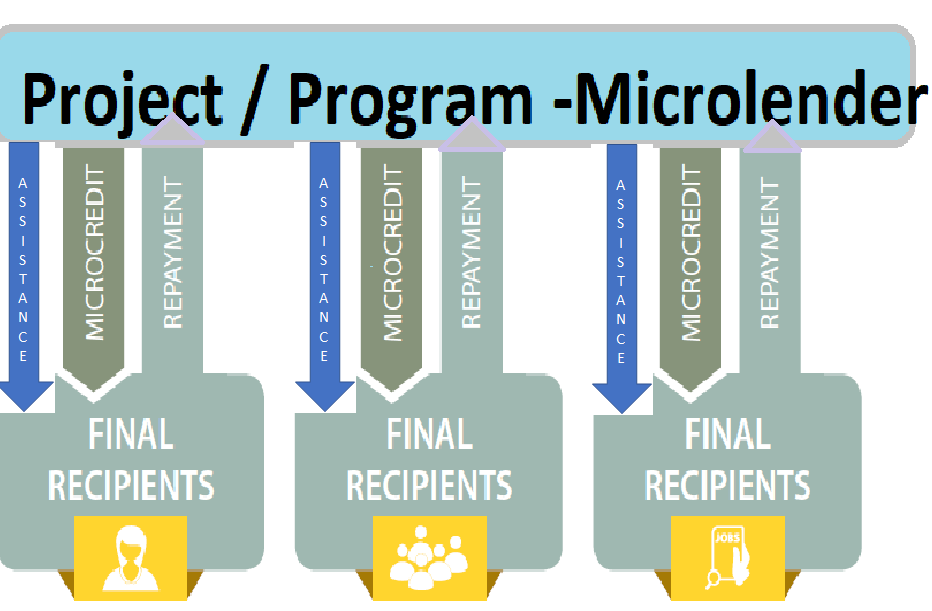 Project / Program -Microlender
ASSISTANCE
MICROCREDIT
REPAYMENT
ASSISTANCE
MICROCREDIT
REPAYMENT
ASSISTANCE
MICROCREDIT
REPAYMENT
FINAL
RECIPIENTS
FINAL
RECIPIENTS
FINAL
RECIPIENTS
JOBS